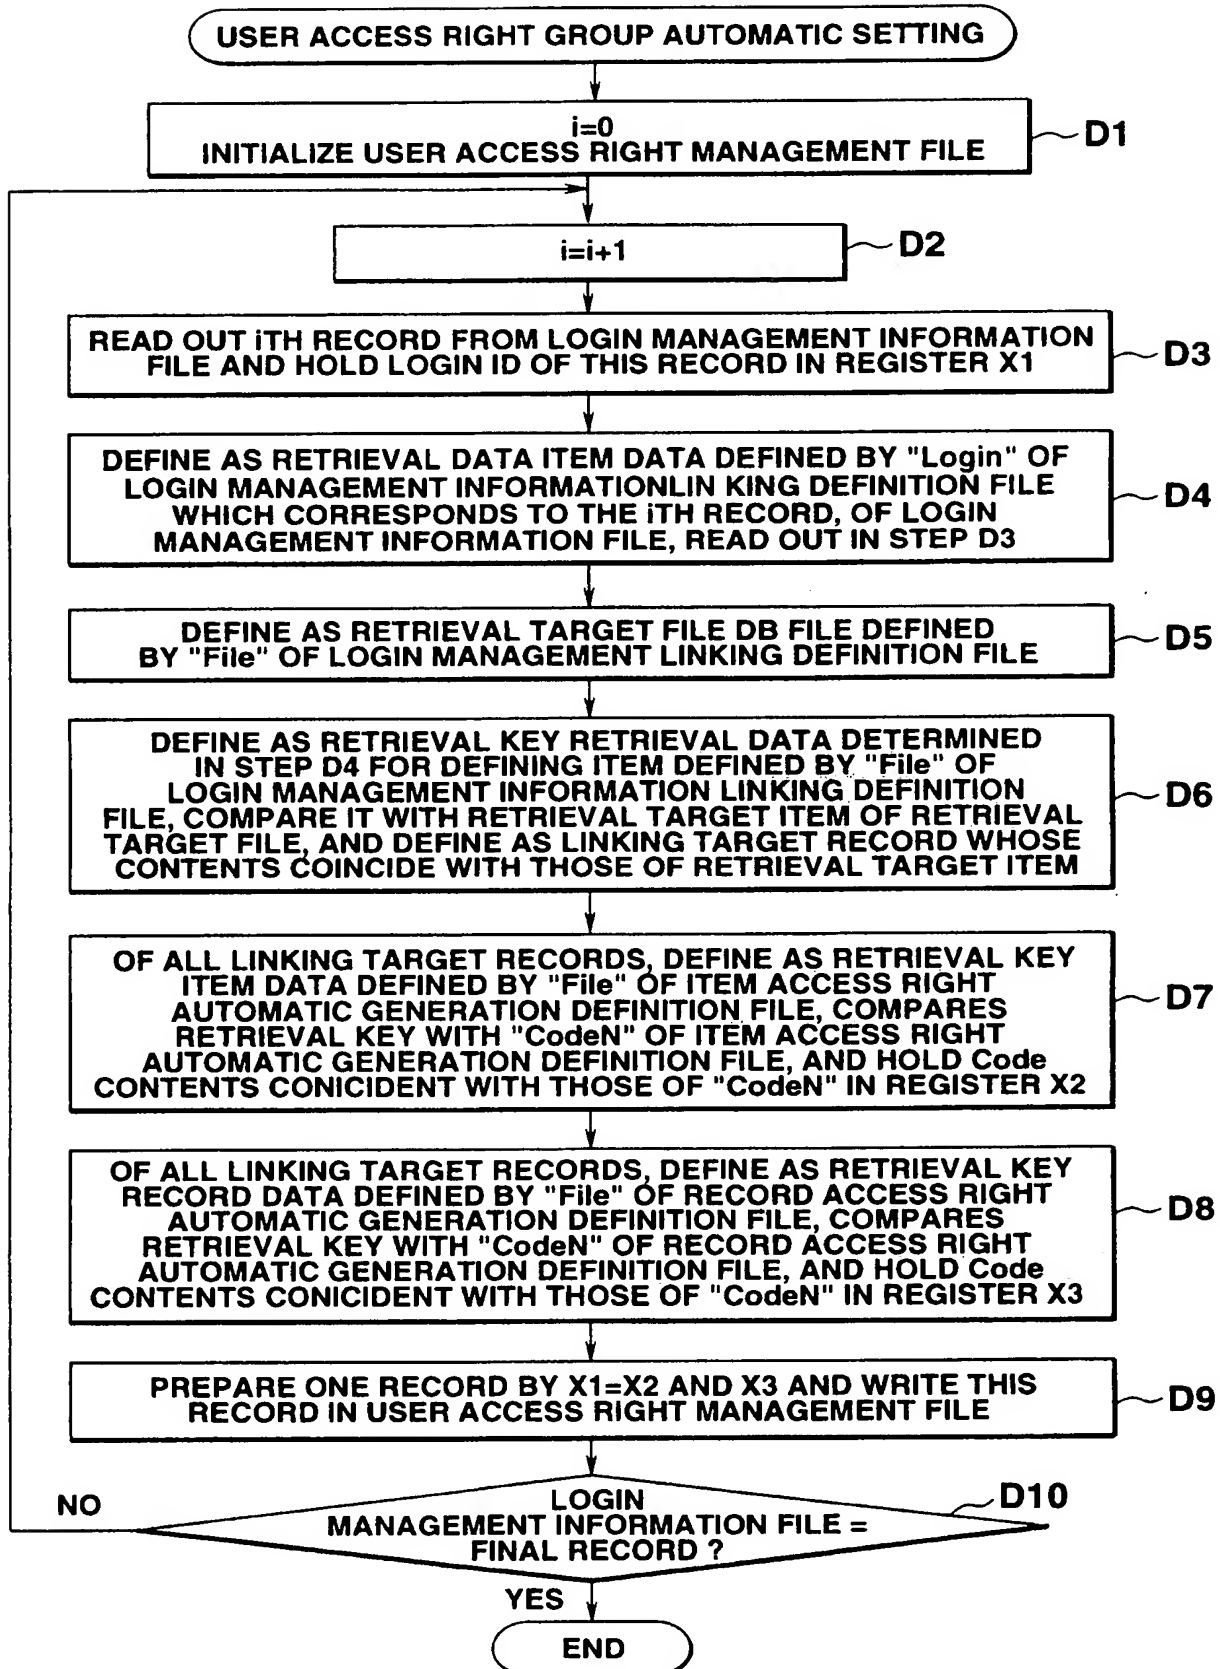 USER ACCESS RIGHT GROUP AUTOMATIC SETTING
i=0
INITIALIZE USER ACCESS RIGHT MANAGEMENT FILE
D1
i=i+1
D2
READ OUT iTH RECORD FROM LOGIN MANAGEMENT INFORMATION
FILE AND HOLD LOGIN ID OF THIS RECORD IN REGISTER X1
D3
DEFINE AS RETRIEVAL DATA ITEM DATA DEFINED BY "Login" OF
LOGIN MANAGEMENT INFORMATIONLIN KING DEFINITION FILE
WHICH CORRESPONDS TO THE iTH RECORD, OF LOGIN
MANAGEMENT INFORMATION FILE, READ OUT IN STEP D3
D4
DEFINE AS RETRIEVAL TARGET FILE DB FILE DEFINED
BY "File" OF LOGIN MANAGEMENT LINKING DEFINITION FILE
D5
DEFINE AS RETRIEVAL KEY RETRIEVAL DATA DETERMINED
IN STEP D4 FOR DEFINING ITEM DEFINED BY "File" OF
LOGIN MANAGEMENT INFORMATION LINKING DEFINITION
FILE, COMPARE IT WITH RETRIEVAL TARGET ITEM OF RETRIEVAL
TARGET FILE, AND DEFINE AS LINKING TARGET RECORD WHOSE
CONTENTS COINCIDE WITH THOSE OF RETRIEVAL TARGET ITEM
D6
OF ALL LINKING TARGET RECORDS, DEFINE AS RETRIEVAL KEY
ITEM DATA DEFINED BY "File" OF ITEM ACCESS RIGHT
AUTOMATIC GENERATION DEFINITION FILE, COMPARES
RETRIEVAL KEY WITH "CodeN" OF ITEM ACCESS RIGHT
AUTOMATIC GENERATION DEFINITION FILE, AND HOLD Code
CONTENTS CONICIDENT WITH THOSE OF "CodeN" IN REGISTER X2
D7
OF ALL LINKING TARGET RECORDS, DEFINE AS RETRIEVAL KEY
RECORD DATA DEFINED BY "File" OF RECORD ACCESS RIGHT
AUTOMATIC GENERATION DEFINITION FILE, COMPARES
RETRIEVAL KEY WITH "CodeN" OF RECORD ACCESS RIGHT
AUTOMATIC GENERATION DEFINITION FILE, AND HOLD Code
CONTENTS CONICIDENT WITH THOSE OF "CodeN" IN REGISTER X3
D8
PREPARE ONE RECORD BY X1=X2 AND X3 AND WRITE THIS
RECORD IN USER ACCESS RIGHT MANAGEMENT FILE
D9
NO
LOGIN
MANAGEMENT INFORMATION FILE =
FINAL RECORD ?
D10
YES
END